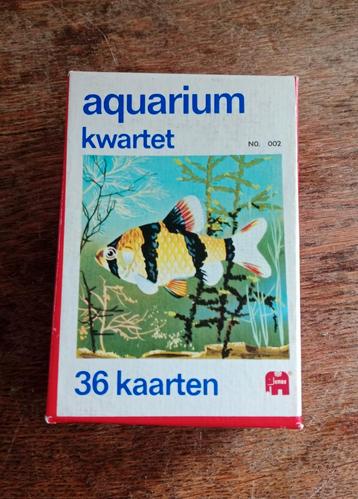 aquarium
kwartet
NO. 002
36 kaarten
Jumbo